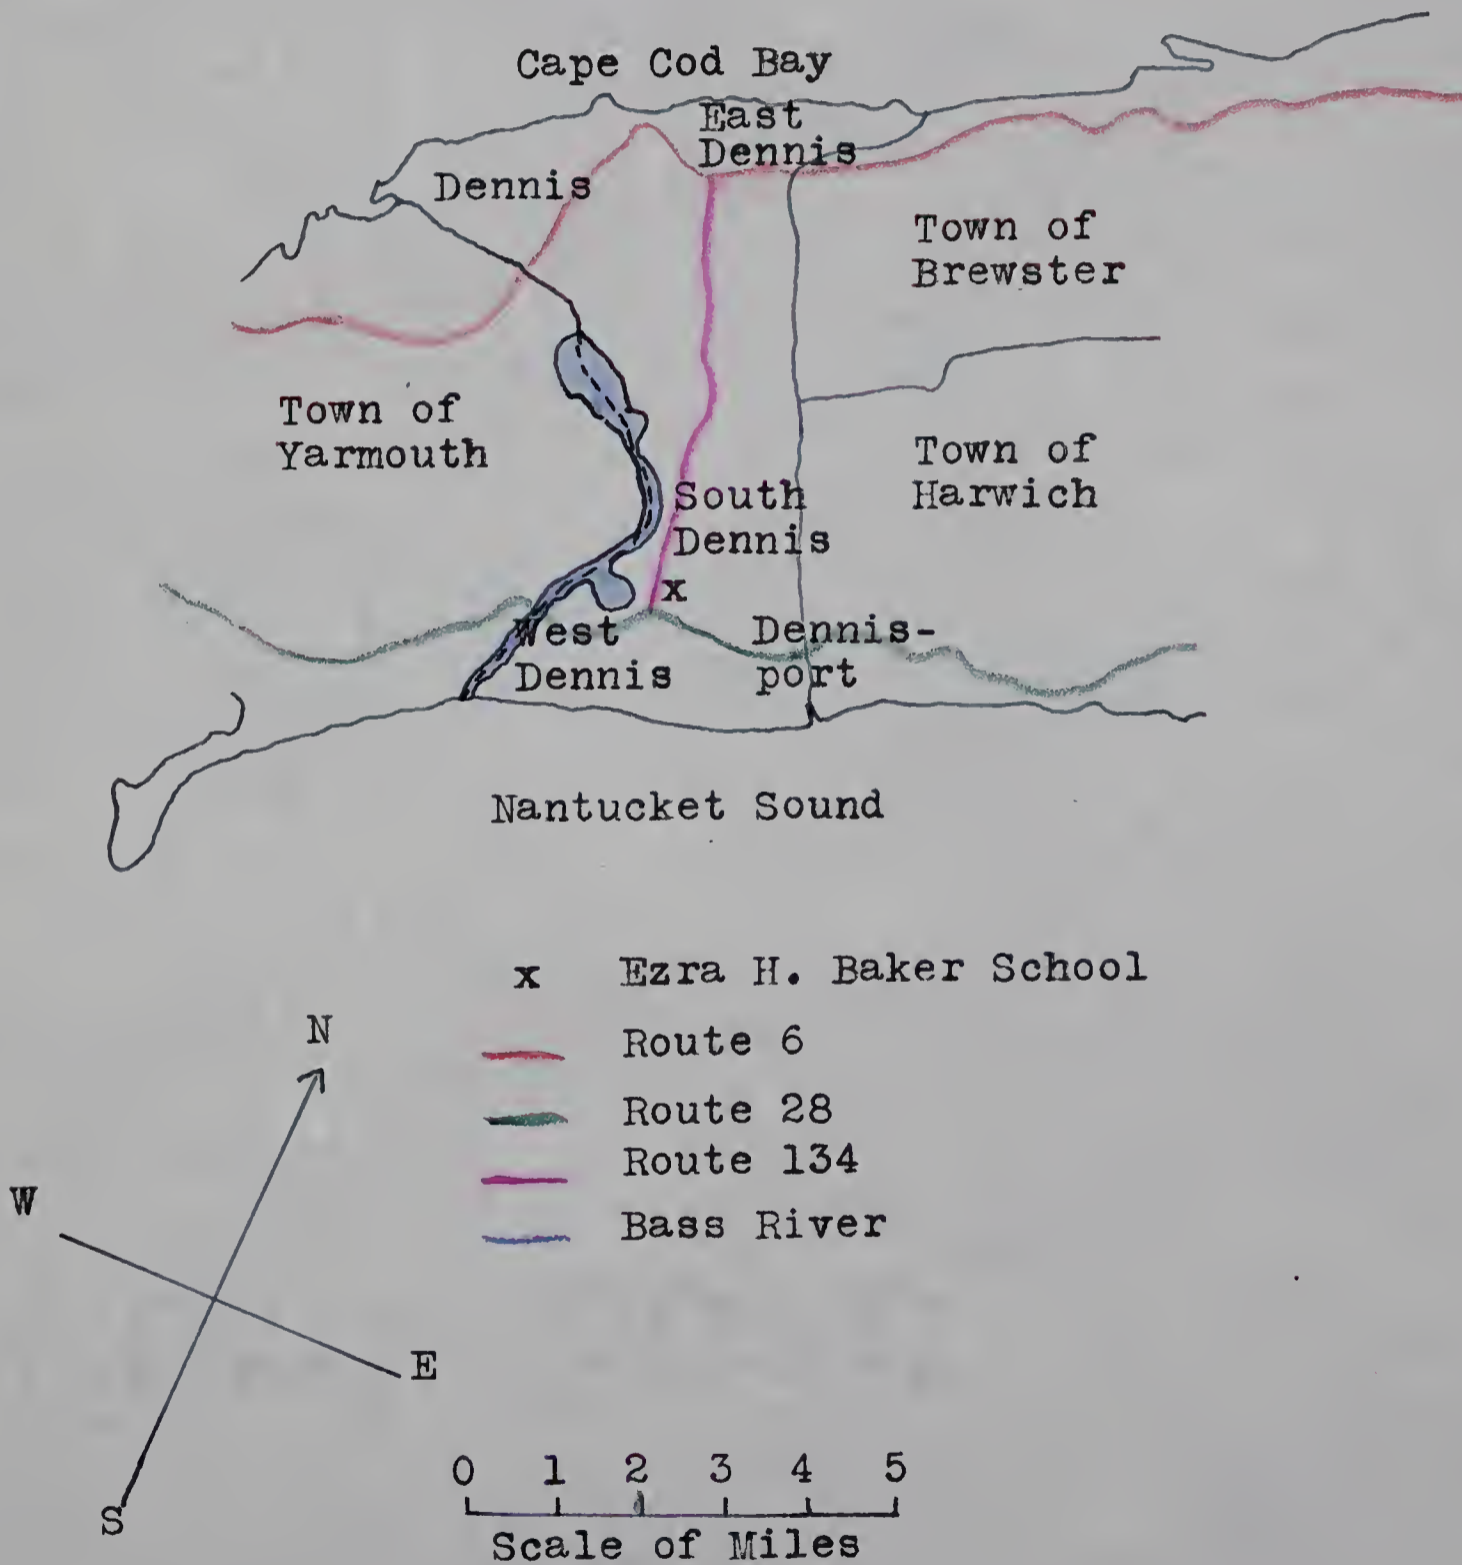 Cape Cod Bay
East
Dennis
Dennis
Town of
Brewster
Town of
Yarmouth
Town of
Harwich
South
Dennis
x
West
Dennis
Dennis-
port
Nantucket Sound
x Ezra H. Baker School
Route 6
Route 28
Route 134
Bass River
N
W
E
S
0 1 2 3 4 5
Scale of Miles